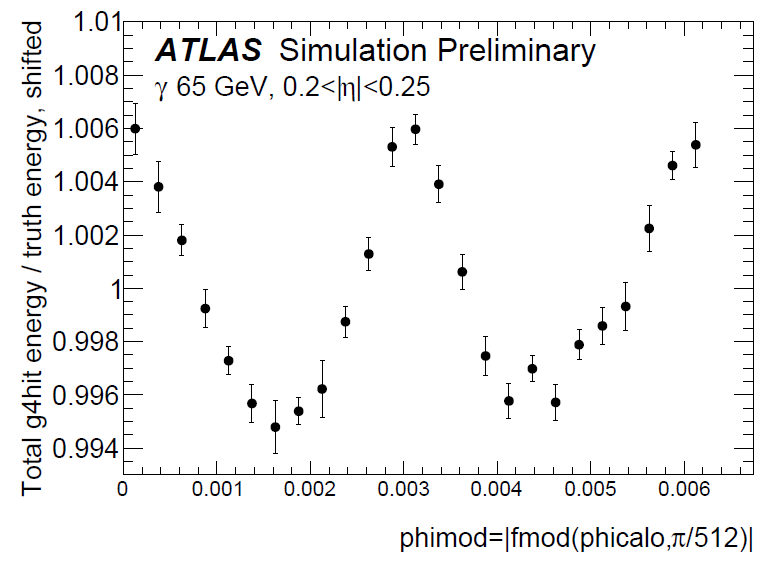 ATLAS Simulation Preliminary
γ 65 GeV, 0.2<|η|<0.25
Total g4hit energy / truth energy, shifted
1.01
1.008
1.006
1.004
1.002
1
0.998
0.996
0.994
0 0.001 0.002 0.003 0.004 0.005 0.006
phimod=|fmod(phicalo,π/512)|